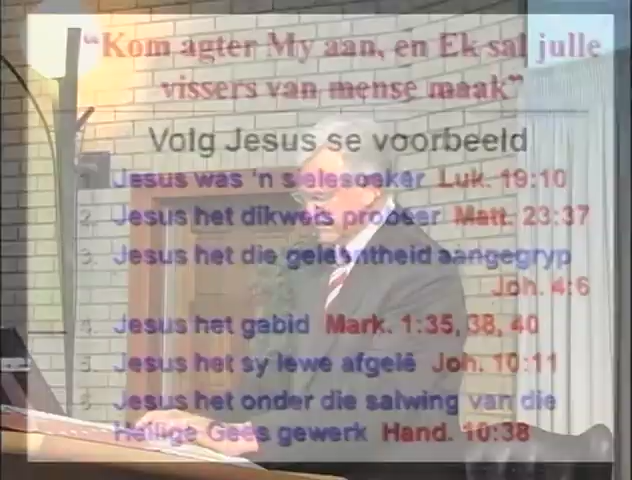 “Kom agter My aan, en Ek sal julle
vissers van mense maak”
Volg Jesus se voorbeeld
Jesus was 'n sielesoeker Luk. 19:10
2. Jesus het dikwels probeer Matt. 23:37
3. Jesus het die geleentheid aangegryp
Joh. 4:6
4. Jesus het gebid Mark. 1:35, 38, 40
5. Jesus het sy lewe afgelê Joh. 10:11
6. Jesus het onder die salwing van die
Heilige Gees gewerk Hand. 10:38